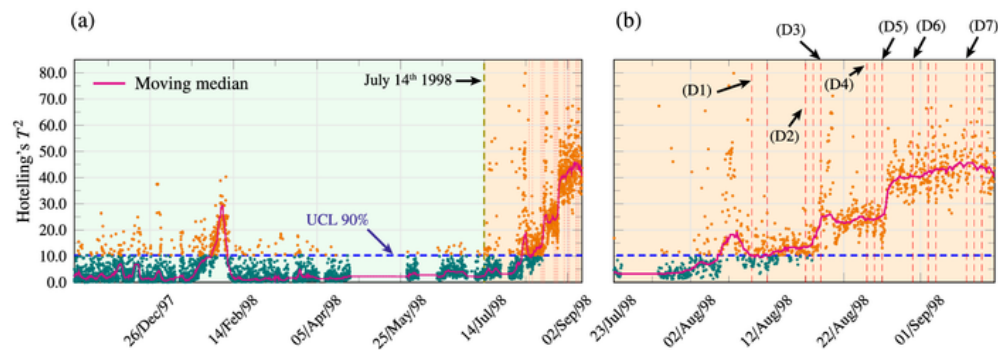 (a)
Hotelling's T²
80.0
70.0
60.0
50.0
40.0
30.0
20.0
10.0
0.0
Moving median
July 14th 1998
UCL 90%
26/Dec/97
14/Feb/98
05/Apr/98
25/May/98
14/Jul/98
02/Sep/98
(b)
(D1)
(D2)
(D3)
(D4)
(D5)
(D6)
(D7)
23/Jul/98
02/Aug/98
12/Aug/98
22/Aug/98
01/Sep/98